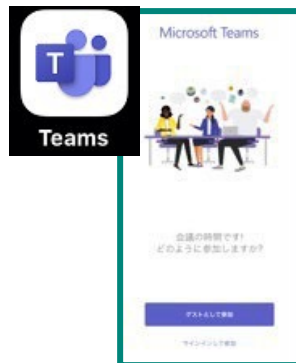 T
Teams
Microsoft Teams
会議の時間です!
どのように参加しますか?
ゲストとして参加
サインインして参加